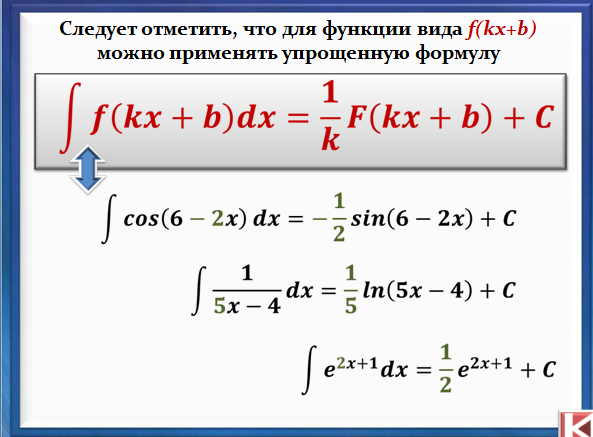 Следует отметить, что для функции вида f(kx+b)
можно применять упрощенную формулу
∫ f(kx + b)dx = 1/k F(kx + b) + C
∫ cos(6 − 2x) dx = −1/2 sin(6 − 2x) + C
∫ 1/(5x − 4) dx = 1/5 ln(5x − 4) + C
∫ e^(2x+1) dx = 1/2 e^(2x+1) + C